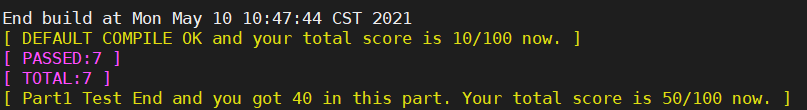 End build at Mon May 10 10:47:44 CST 2021
[ DEFAULT COMPILE OK and your total score is 10/100 now. ]
[ PASSED:7 ]
[ TOTAL:7 ]
[ Part1 Test End and you got 40 in this part. Your total score is 50/100 now. ]